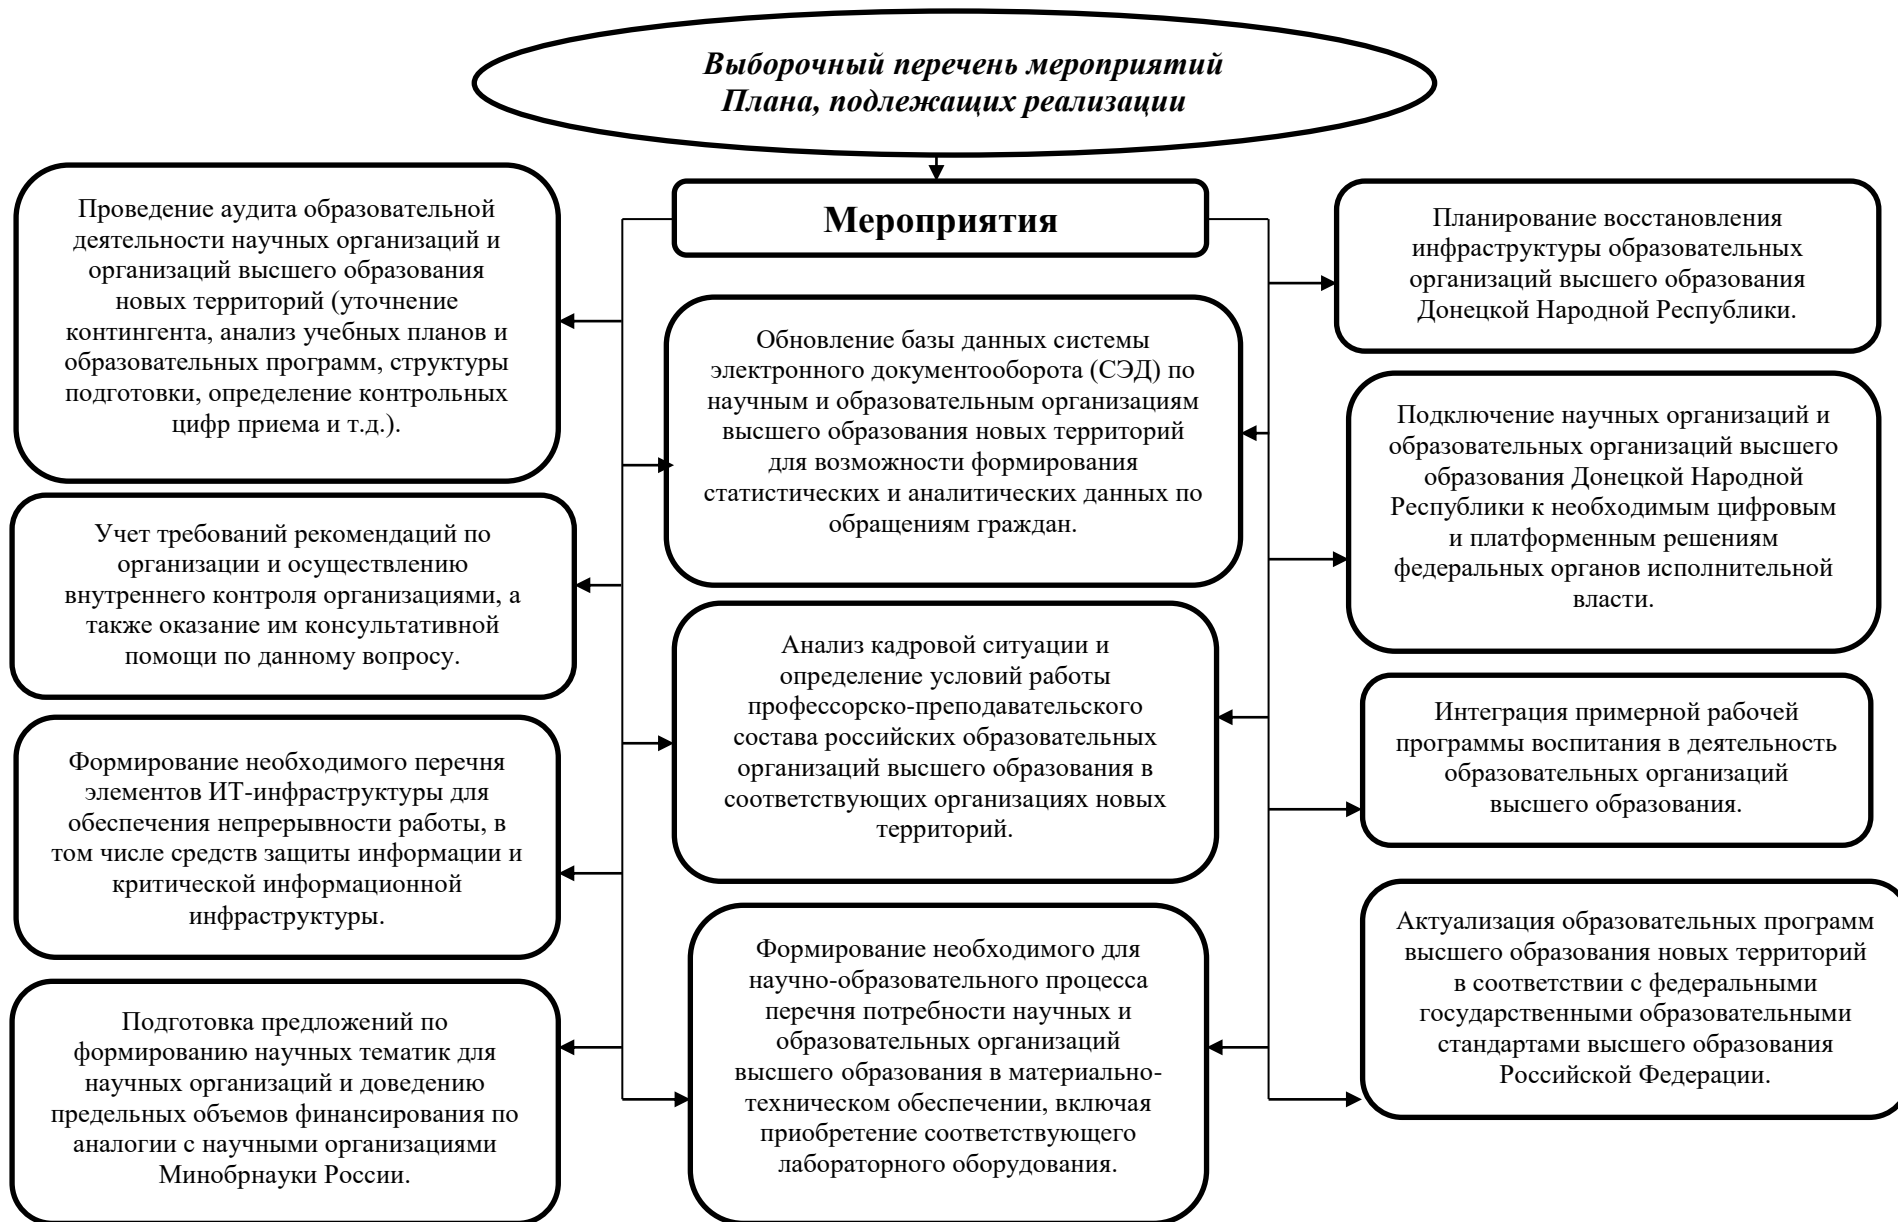 Выборочный перечень мероприятий
Плана, подлежащих реализации
Мероприятия
Проведение аудита образовательной
деятельности научных организаций и
организаций высшего образования
новых территорий (уточнение
контингента, анализ учебных планов и
образовательных программ, структуры
подготовки, определение контрольных
цифр приема и т.д.).
Учет требований рекомендаций по
организации и осуществлению
внутреннего контроля организациями, а
также оказание им консультативной
помощи по данному вопросу.
Формирование необходимого перечня
элементов ИТ-инфраструктуры для
обеспечения непрерывности работы, в
том числе средств защиты информации и
критической информационной
инфраструктуры.
Подготовка предложений по
формированию научных тематик для
научных организаций и доведению
предельных объемов финансирования по
аналогии с научными организациями
Минобрнауки России.
Обновление базы данных системы
электронного документооборота (СЭД) по
научным и образовательным организациям
высшего образования новых территорий
для возможности формирования
статистических и аналитических данных по
обращениям граждан.
Анализ кадровой ситуации и
определение условий работы
профессорско-преподавательского
состава российских образовательных
организаций высшего образования в
соответствующих организациях новых
территорий.
Формирование необходимого для
научно-образовательного процесса
перечня потребности научных и
образовательных организаций
высшего образования в материально-
техническом обеспечении, включая
приобретение соответствующего
лабораторного оборудования.
Планирование восстановления
инфраструктуры образовательных
организаций высшего образования
Донецкой Народной Республики.
Подключение научных организаций и
образовательных организаций высшего
образования Донецкой Народной
Республики к необходимым цифровым
и платформенным решениям
федеральных органов исполнительной
власти.
Интеграция примерной рабочей
программы воспитания в деятельность
образовательных организаций
высшего образования.
Актуализация образовательных программ
высшего образования новых территорий
в соответствии с федеральными
государственными образовательными
стандартами высшего образования
Российской Федерации.